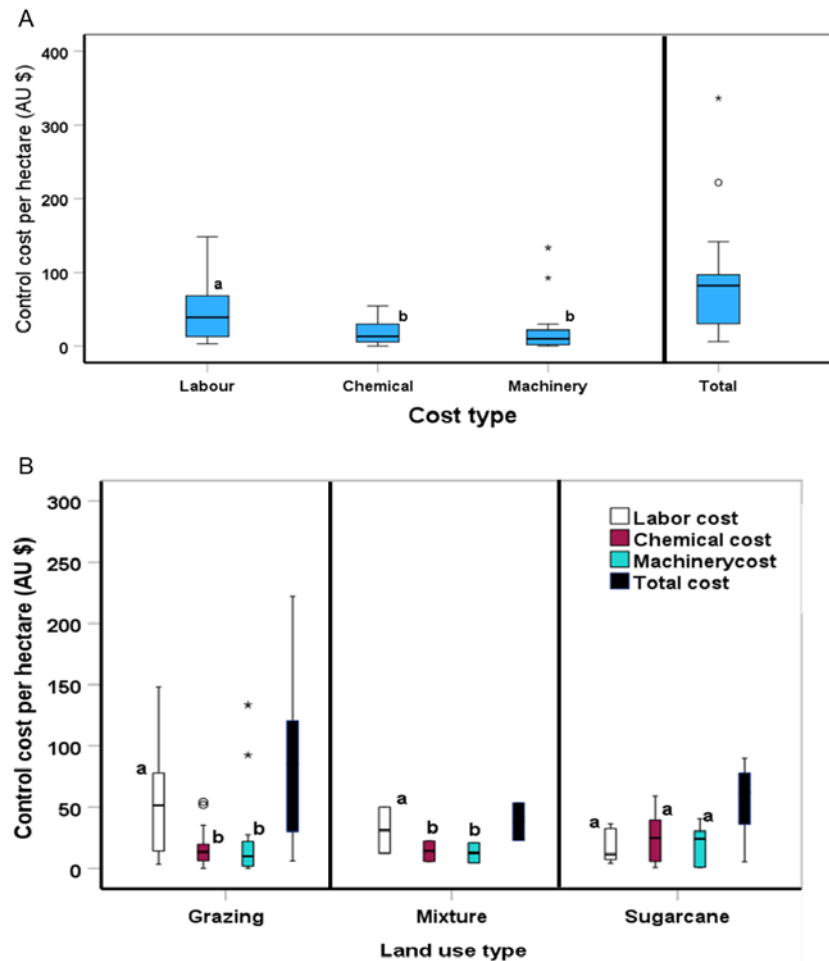 A
Control cost per hectare (AU $)
400
300
200
100
0
a
b
b
Labour
Chemical
Machinery
Total
Cost type
B
Control cost per hectare (AU $)
300
250
200
150
100
50
0
Labor cost
Chemical cost
Machinerycost
Total cost
a
b
b
a
b
b
a
a
a
Grazing
Mixture
Sugarcane
Land use type